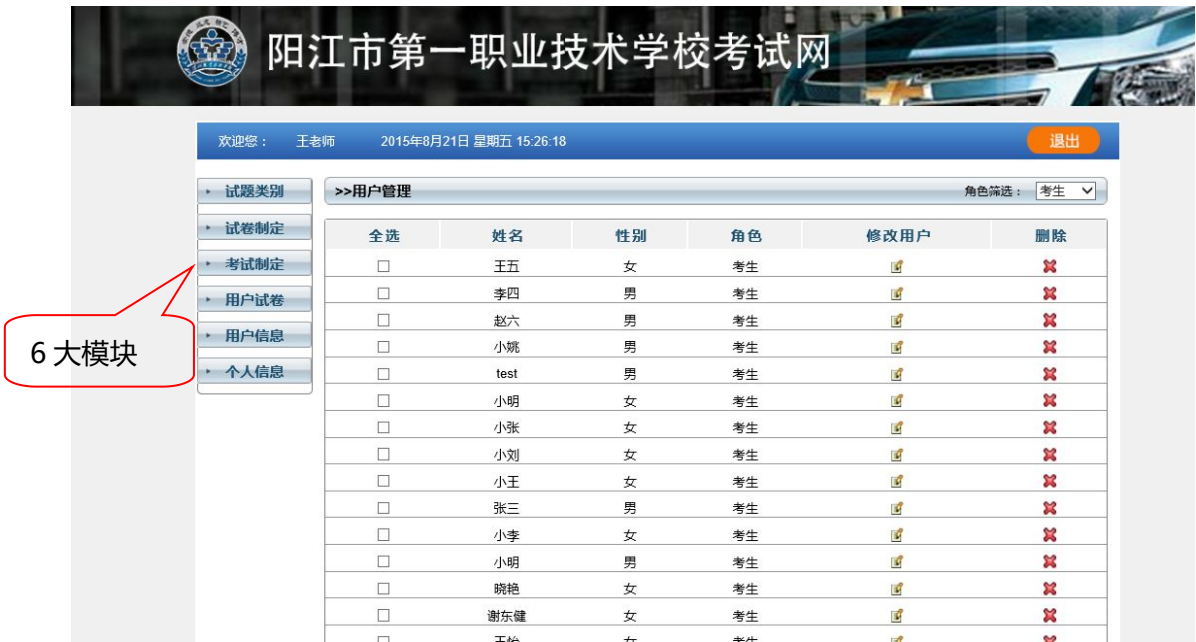 阳江市第一职业技术学校考试网
欢迎您： 王老师 2015年8月21日 星期五 15:26:18 退出
试题类别
试卷制定
考试制定
用户试卷
用户信息
个人信息
6大模块
>>用户管理 角色筛选： 考生
全选 姓名 性别 角色 修改用户 删除
王五 女 考生
李四 男 考生
赵六 男 考生
小姚 男 考生
test 男 考生
小明 女 考生
小张 女 考生
小刘 女 考生
小王 女 考生
张三 男 考生
小李 女 考生
小明 男 考生
晓艳 女 考生
谢东健 女 考生